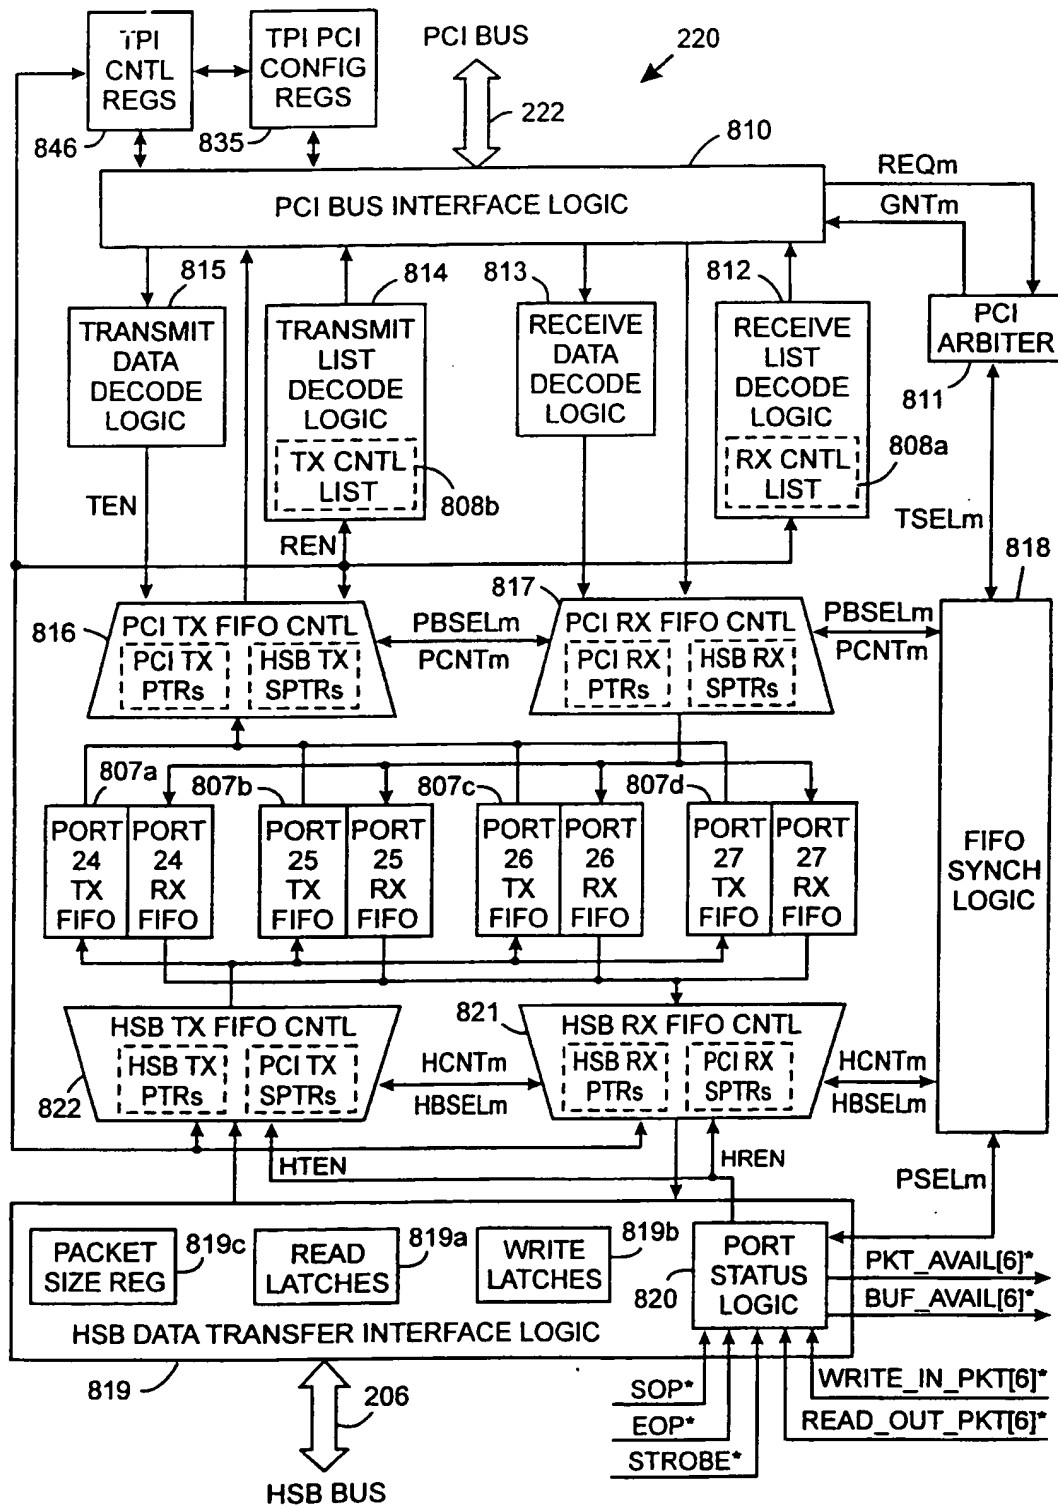 TPI
CNTL
REGS
TPI PCI
CONFIG
REGS
PCI BUS
220
846
835
222
810
PCI BUS INTERFACE LOGIC
REQm
GNTm
815
814
813
812
TRANSMIT
DATA
DECODE
LOGIC
TRANSMIT
LIST
DECODE
LOGIC
TX CNTL
LIST
RECEIVE
DATA
DECODE
LOGIC
RECEIVE
LIST
DECODE
LOGIC
RX CNTL
LIST
PCI
ARBITER
811
808b
808a
TEN
REN
TSELm
818
816
PCI TX FIFO CNTL
PCI TX
PTRs
HSB TX
SPTRs
PBSELm
PCNTm
817
PCI RX FIFO CNTL
PCI RX
PTRs
HSB RX
SPTRs
PBSELm
PCNTm
807a
807b
807c
807d
PORT
24
TX
FIFO
PORT
24
RX
FIFO
PORT
25
TX
FIFO
PORT
25
RX
FIFO
PORT
26
TX
FIFO
PORT
26
RX
FIFO
PORT
27
TX
FIFO
PORT
27
RX
FIFO
FIFO
SYNCH
LOGIC
HSB TX FIFO CNTL
HSB TX
PTRs
PCI TX
SPTRs
822
HCNTm
HBSELm
821
HSB RX FIFO CNTL
HSB RX
PTRs
PCI RX
SPTRs
HCNTm
HBSELm
HTEN
HREN
PSELm
PACKET
SIZE REG
819c
READ
LATCHES
819a
WRITE
LATCHES
819b
820
PORT
STATUS
LOGIC
PKT_AVAIL[6]*
BUF_AVAIL[6]*
HSB DATA TRANSFER INTERFACE LOGIC
819
206
SOP*
EOP*
STROBE*
WRITE_IN_PKT[6]*
READ_OUT_PKT[6]*
HSB BUS